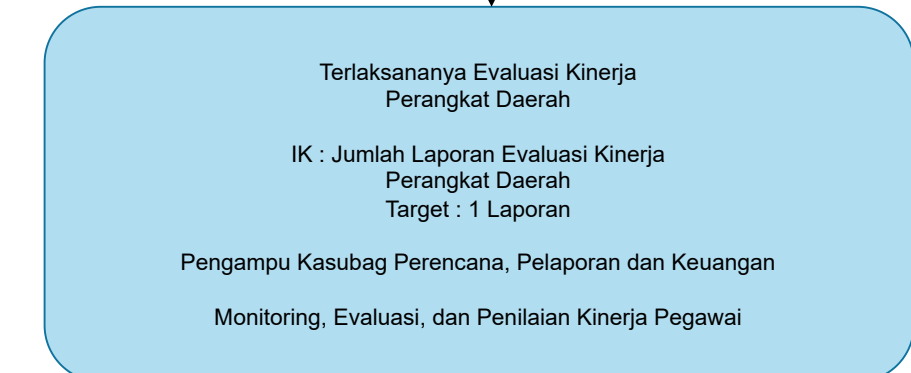 Terlaksananya Evaluasi Kinerja
Perangkat Daerah
IK : Jumlah Laporan Evaluasi Kinerja
Perangkat Daerah
Target : 1 Laporan
Pengampu Kasubag Perencana, Pelaporan dan Keuangan
Monitoring, Evaluasi, dan Penilaian Kinerja Pegawai